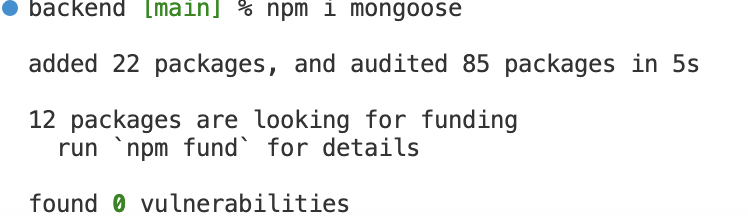 backend [main] % npm i mongoose
added 22 packages, and audited 85 packages in 5s
12 packages are looking for funding
run `npm fund` for details
found 0 vulnerabilities